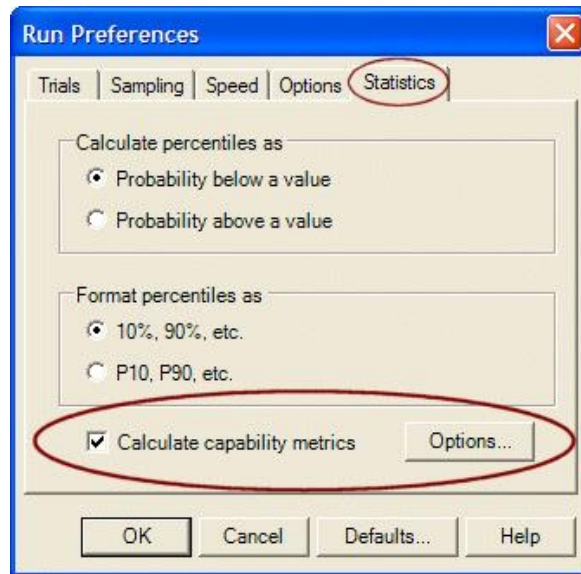 Run Preferences
Trials Sampling Speed Options Statistics
Calculate percentiles as
Probability below a value
Probability above a value
Format percentiles as
10%, 90%, etc.
P10, P90, etc.
Calculate capability metrics Options...
OK Cancel Defaults... Help